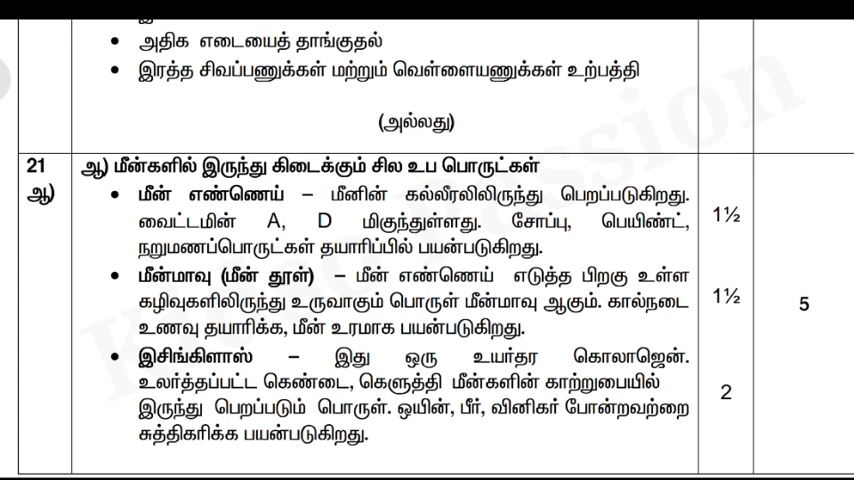 அதிக எடையைத் தாங்குதல்
இரத்த சிவப்பணுக்கள் மற்றும் வெள்ளையணுக்கள் உற்பத்தி
(அல்லது)
21 ஆ) மீன்களில் இருந்து கிடைக்கும் சில உப பொருட்கள்
ஆ)
மீன் எண்ணெய் – மீனின் கல்லீரலிலிருந்து பெறப்படுகிறது.
வைட்டமின் A, D மிகுந்துள்ளது. சோப்பு, பெயிண்ட்,
நறுமணப்பொருட்கள் தயாரிப்பில் பயன்படுகிறது.
1½
மீன்மாவு (மீன் தூள்) – மீன் எண்ணெய் எடுத்த பிறகு உள்ள
கழிவுகளிலிருந்து உருவாகும் பொருள் மீன்மாவு ஆகும். கால்நடை
உணவு தயாரிக்க, மீன் உரமாக பயன்படுகிறது.
1½
5
இசிங்கிளாஸ் – இது ஒரு உயர்தர கொலாஜென்.
உலர்த்தப்பட்ட கெண்டை, கெளுத்தி மீன்களின் காற்றுபையில்
இருந்து பெறப்படும் பொருள். ஒயின், பீர், வினிகர் போன்றவற்றை
சுத்திகரிக்க பயன்படுகிறது.
2